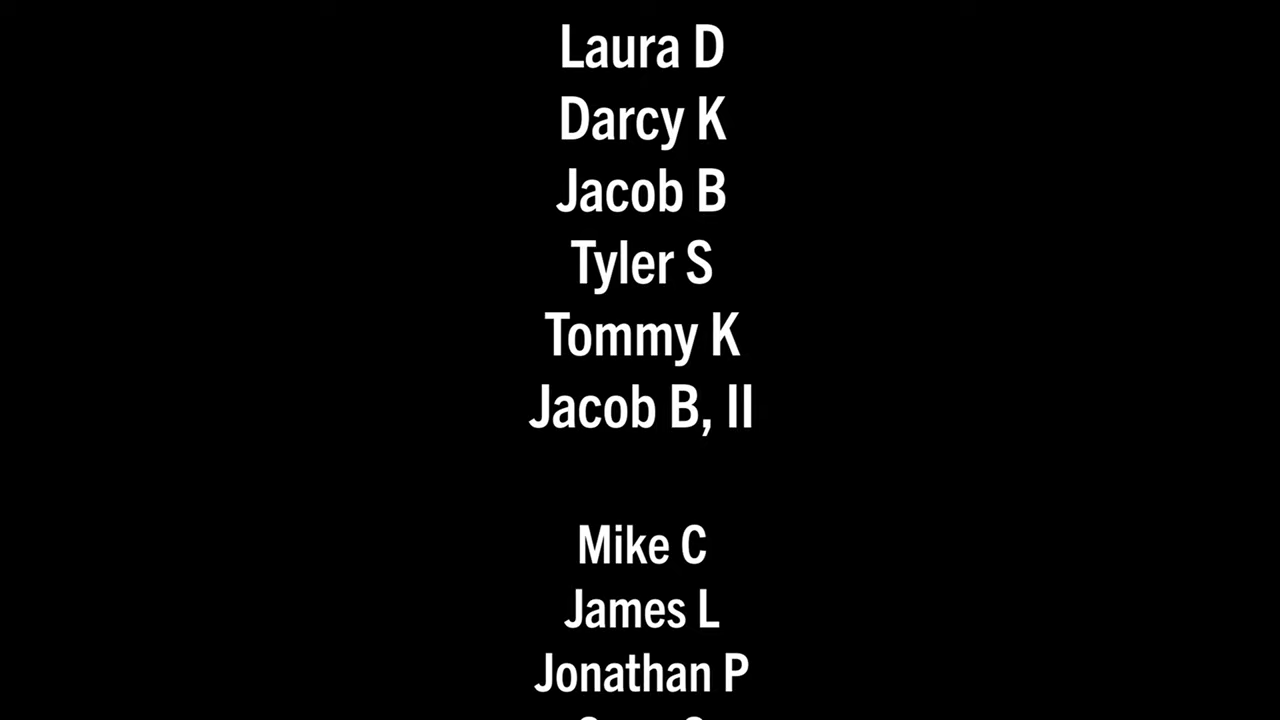 Laura D
Darcy K
Jacob B
Tyler S
Tommy K
Jacob B, II
Mike C
James L
Jonathan P